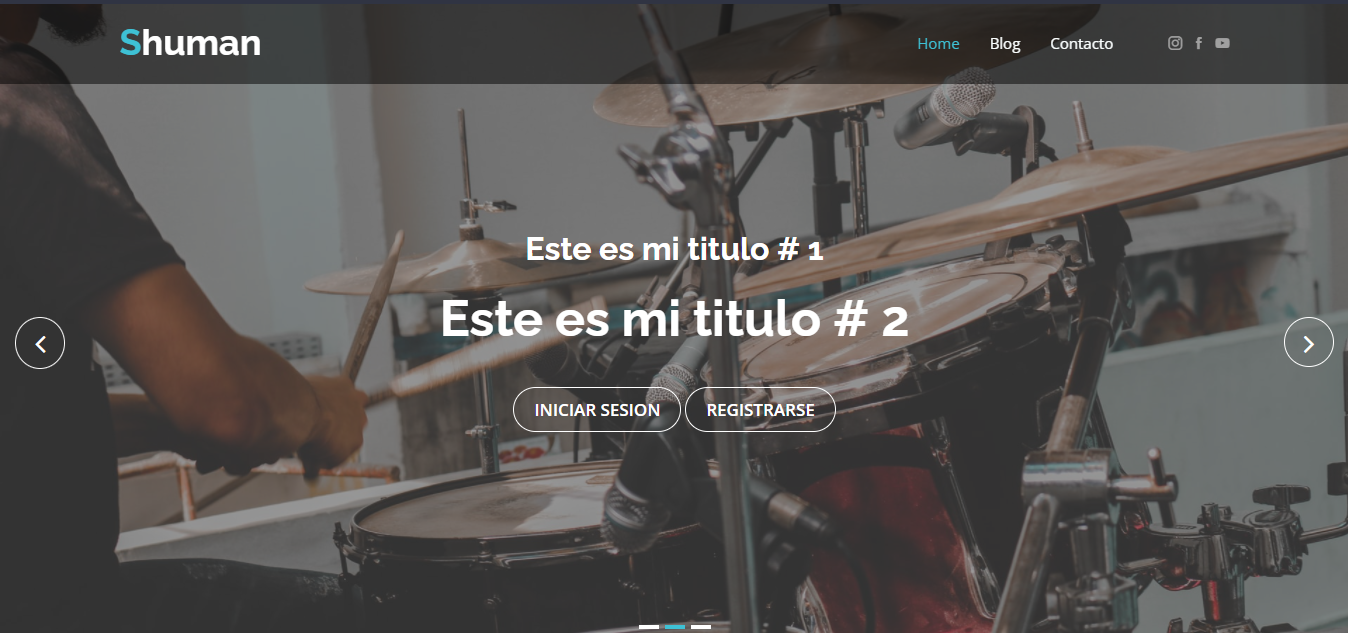 Shuman
Home Blog Contacto
Este es mi titulo # 1
Este es mi titulo # 2
INICIAR SESION REGISTRARSE